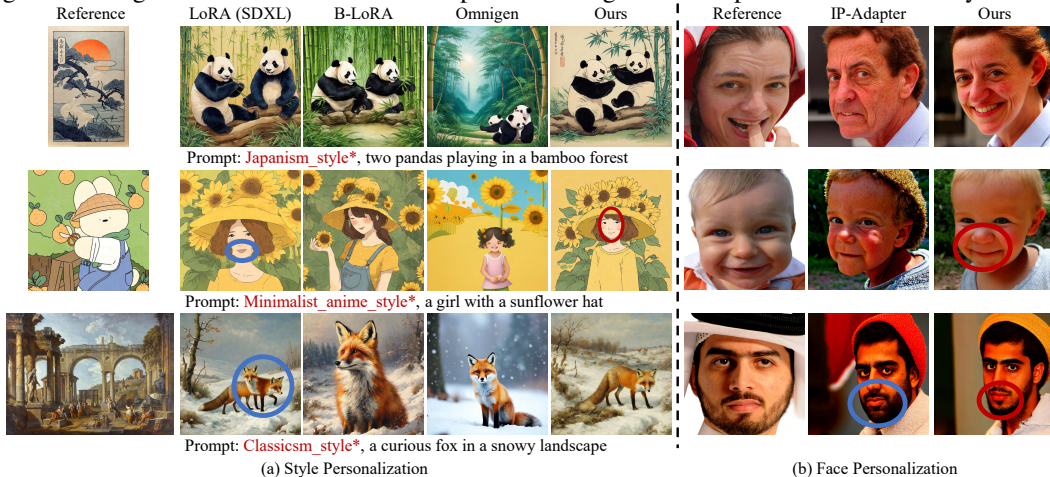 Reference LoRA (SDXL) B-LoRA Omnigen Ours Reference IP-Adapter Ours
Prompt: Japanism_style*, two pandas playing in a bamboo forest
Prompt: Minimalist_anime_style*, a girl with a sunflower hat
Prompt: Classicsm_style*, a curious fox in a snowy landscape
(a) Style Personalization (b) Face Personalization